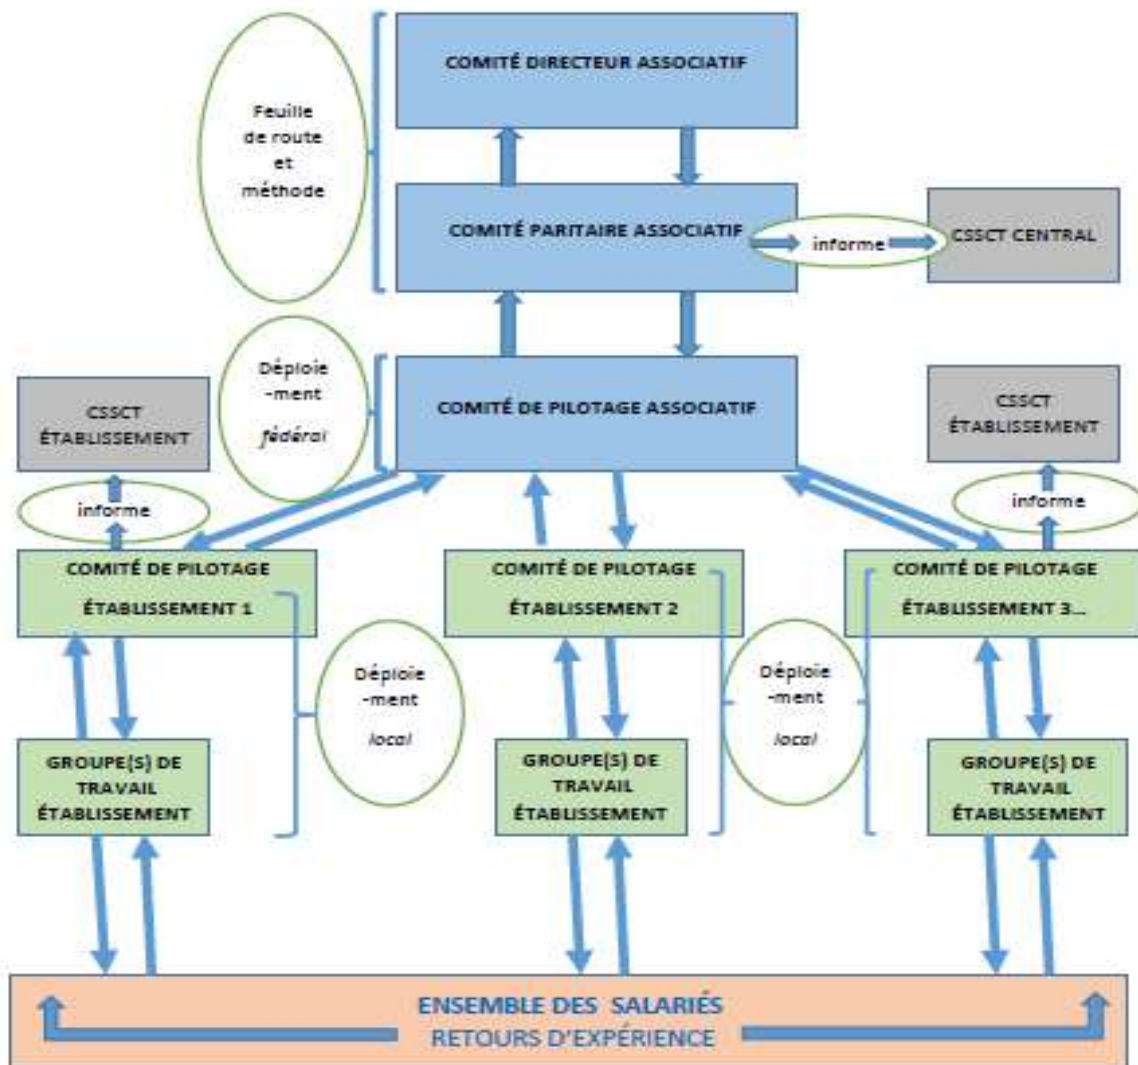 COMITÉ DIRECTEUR ASSOCIATIF
Feuille
de route
et
méthode
COMITÉ PARITAIRE ASSOCIATIF
informe
CSSCT CENTRAL
Déploie
-ment
fédéral
COMITÉ DE PILOTAGE ASSOCIATIF
CSSCT
ÉTABLISSEMENT
CSSCT
ÉTABLISSEMENT
informe
informe
COMITÉ DE PILOTAGE
ÉTABLISSEMENT 1
COMITÉ DE PILOTAGE
ÉTABLISSEMENT 2
COMITÉ DE PILOTAGE
ÉTABLISSEMENT 3...
Déploie
-ment
local
Déploie
-ment
local
GROUPE(S) DE
TRAVAIL
ÉTABLISSEMENT
GROUPE(S) DE
TRAVAIL
ÉTABLISSEMENT
GROUPE(S) DE
TRAVAIL
ÉTABLISSEMENT
ENSEMBLE DES SALARIÉS
RETOURS D'EXPÉRIENCE